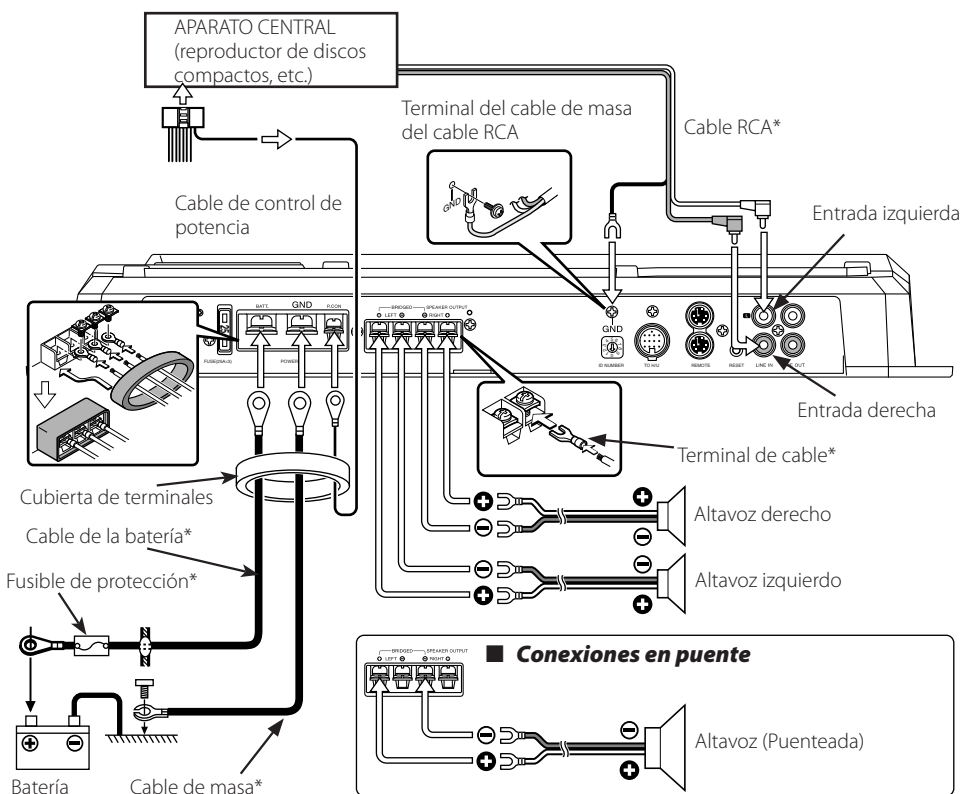 APARATO CENTRAL
(reproductor de discos
compactos, etc.)
Terminal del cable de masa
del cable RCA
Cable RCA*
Cable de control de
potencia
GND
Entrada izquierda
BATT.
GND
P.CON
BRIDGED
SPEAKER OUTPUT
LEFT
RIGHT
GND
POWER
ID NUMBER
TO H/U
REMOTE
RESET
LINE IN
OUT
Entrada derecha
Terminal de cable*
Cubierta de terminales
Altavoz derecho
Cable de la batería*
Fusible de protección*
Altavoz izquierdo
BRIDGED
SPEAKER OUTPUT
LEFT
RIGHT
■ Conexiones en puente
Altavoz (Puenteada)
Batería
Cable de masa*